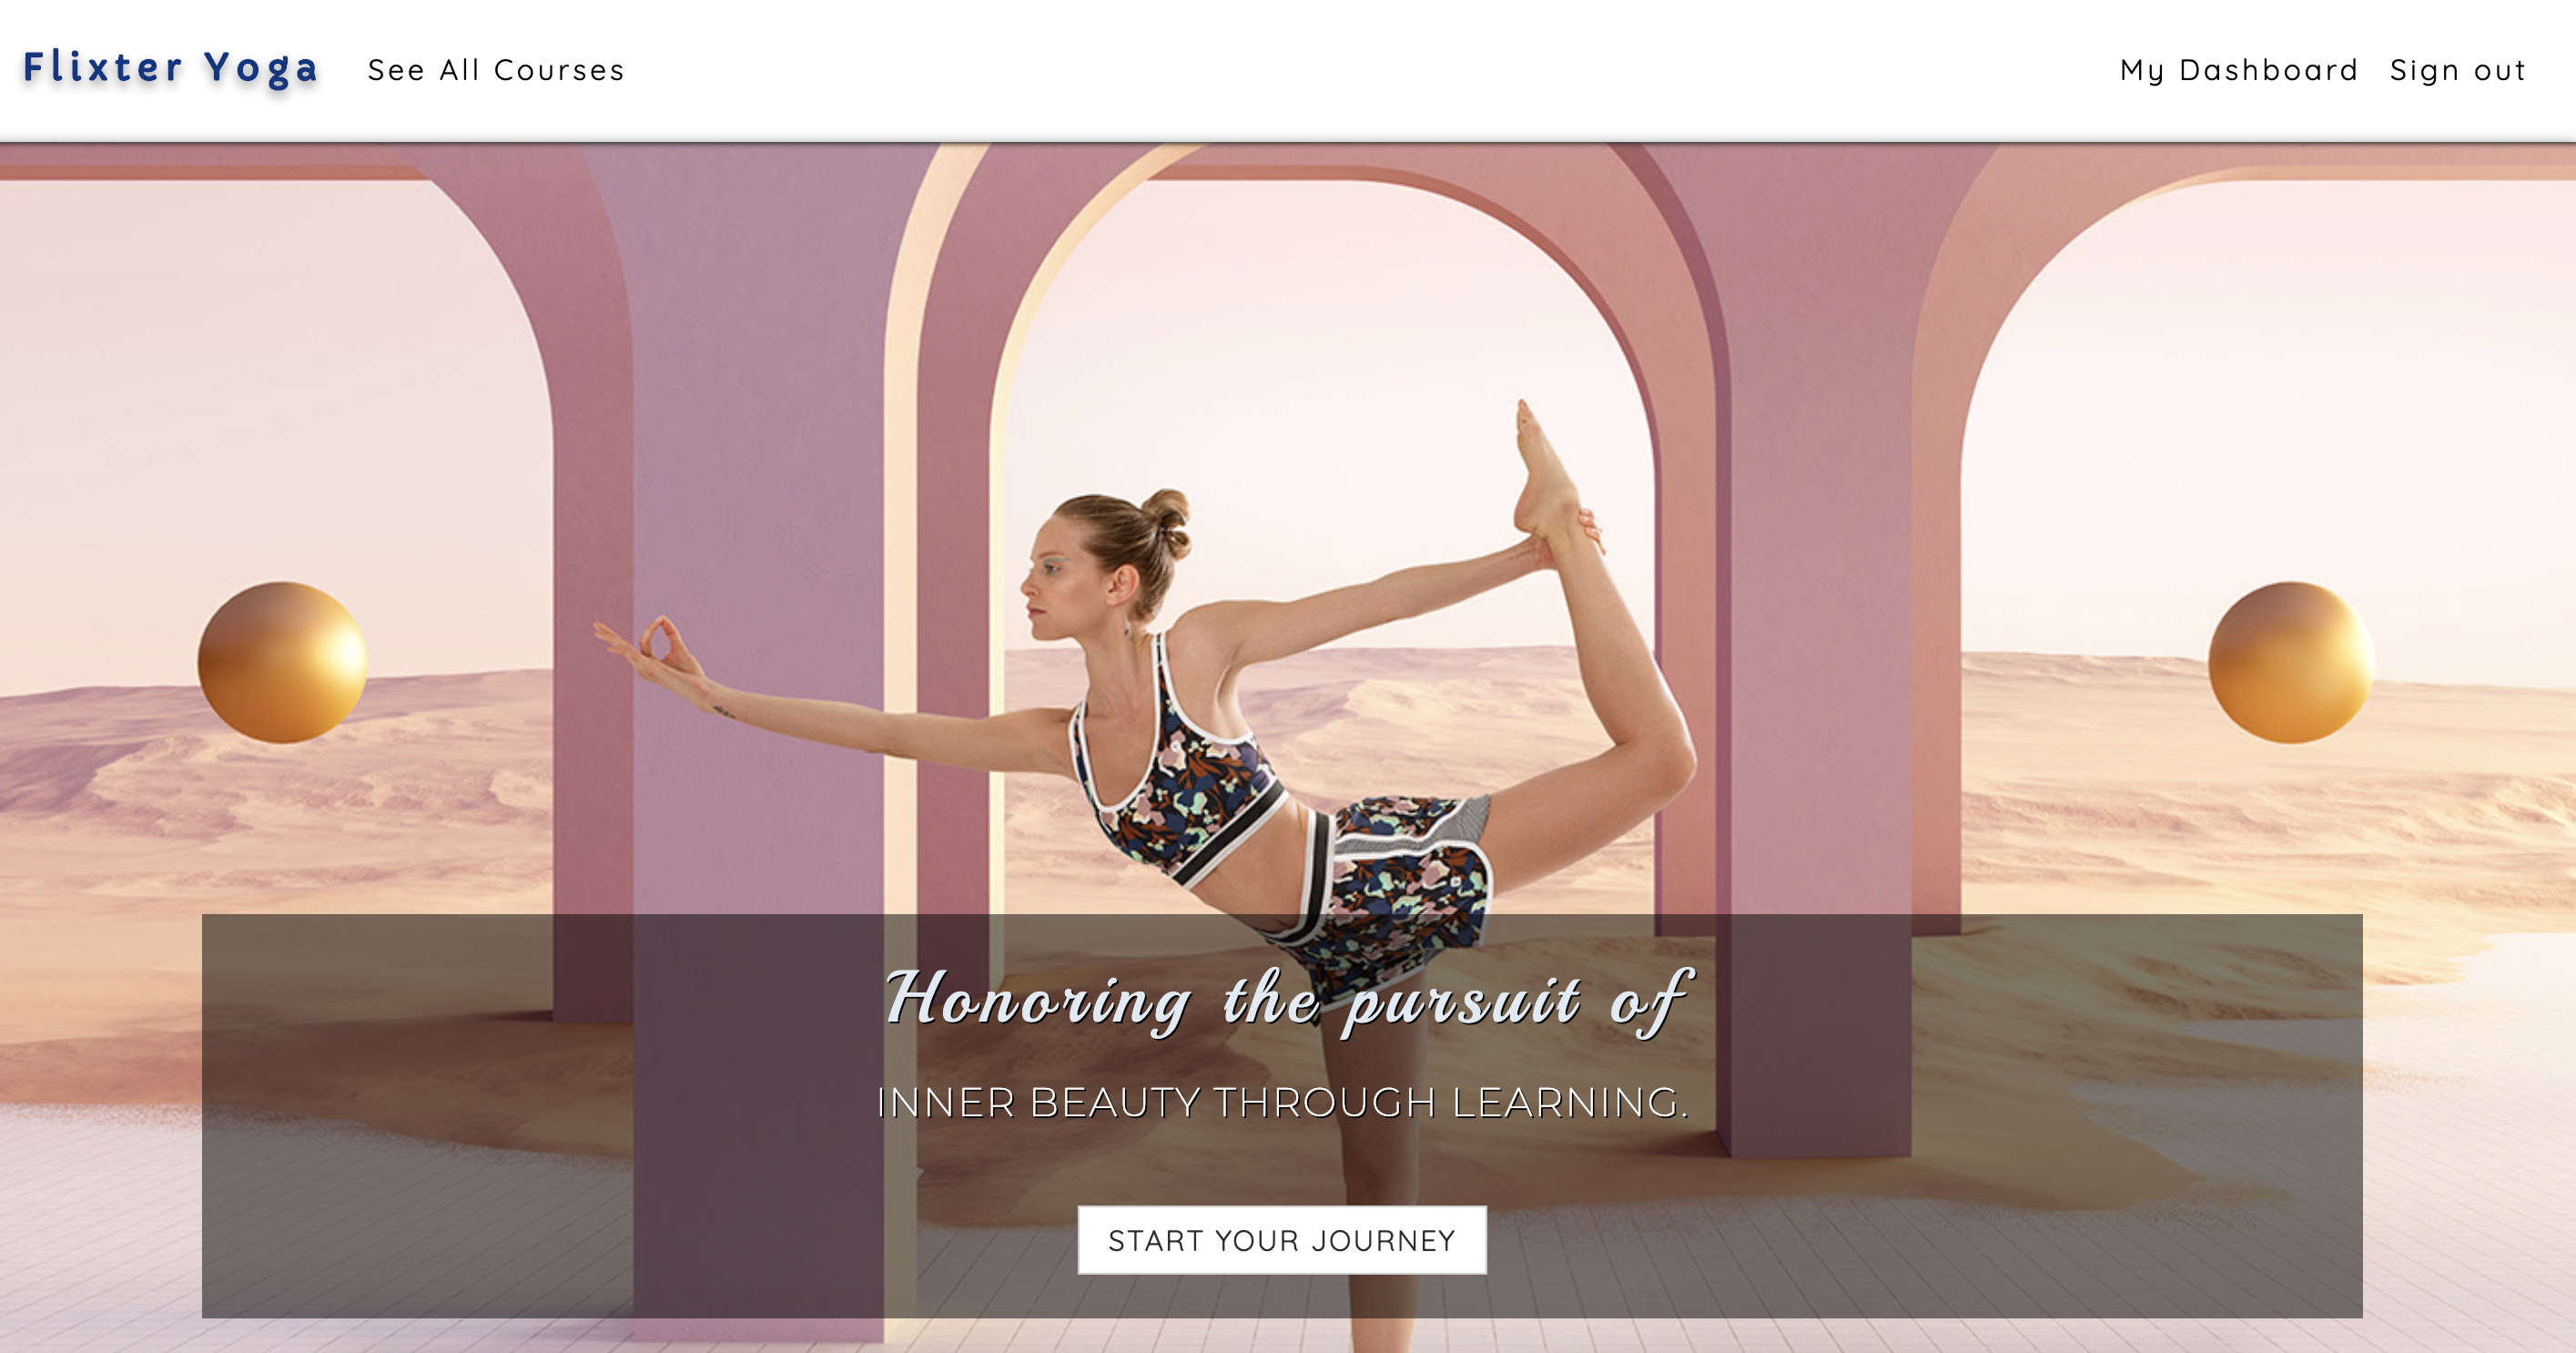 Flixter Yoga
See All Courses
My Dashboard
Sign out
Honoring the pursuit of
INNER BEAUTY THROUGH LEARNING.
START YOUR JOURNEY